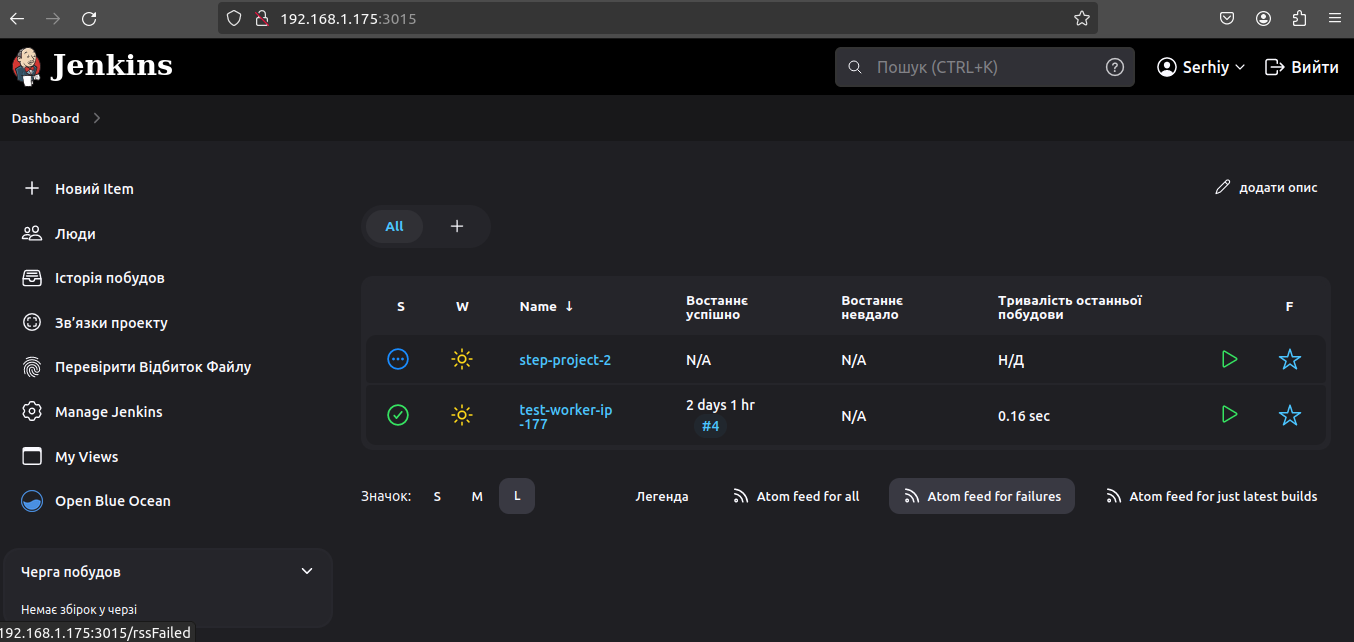 192.168.1.175:3015
Jenkins
Пошук (CTRL+K)
Serhiy
Вийти
Dashboard
Новий Item
Люди
Історія побудов
Зв’язки проекту
Перевірити Відбиток Файлу
Manage Jenkins
My Views
Open Blue Ocean
Черга побудов
Немає збірок у черзі
192.168.1.175:3015/rssFailed
додати опис
All
S W Name ↓ Востаннє успішно Востаннє невдало Тривалість останньої побудови F
step-project-2 N/A N/A Н/Д
test-worker-ip-177 2 days 1 hr #4 N/A 0.16 sec
Значок: S M L Легенда Atom feed for all Atom feed for failures Atom feed for just latest builds